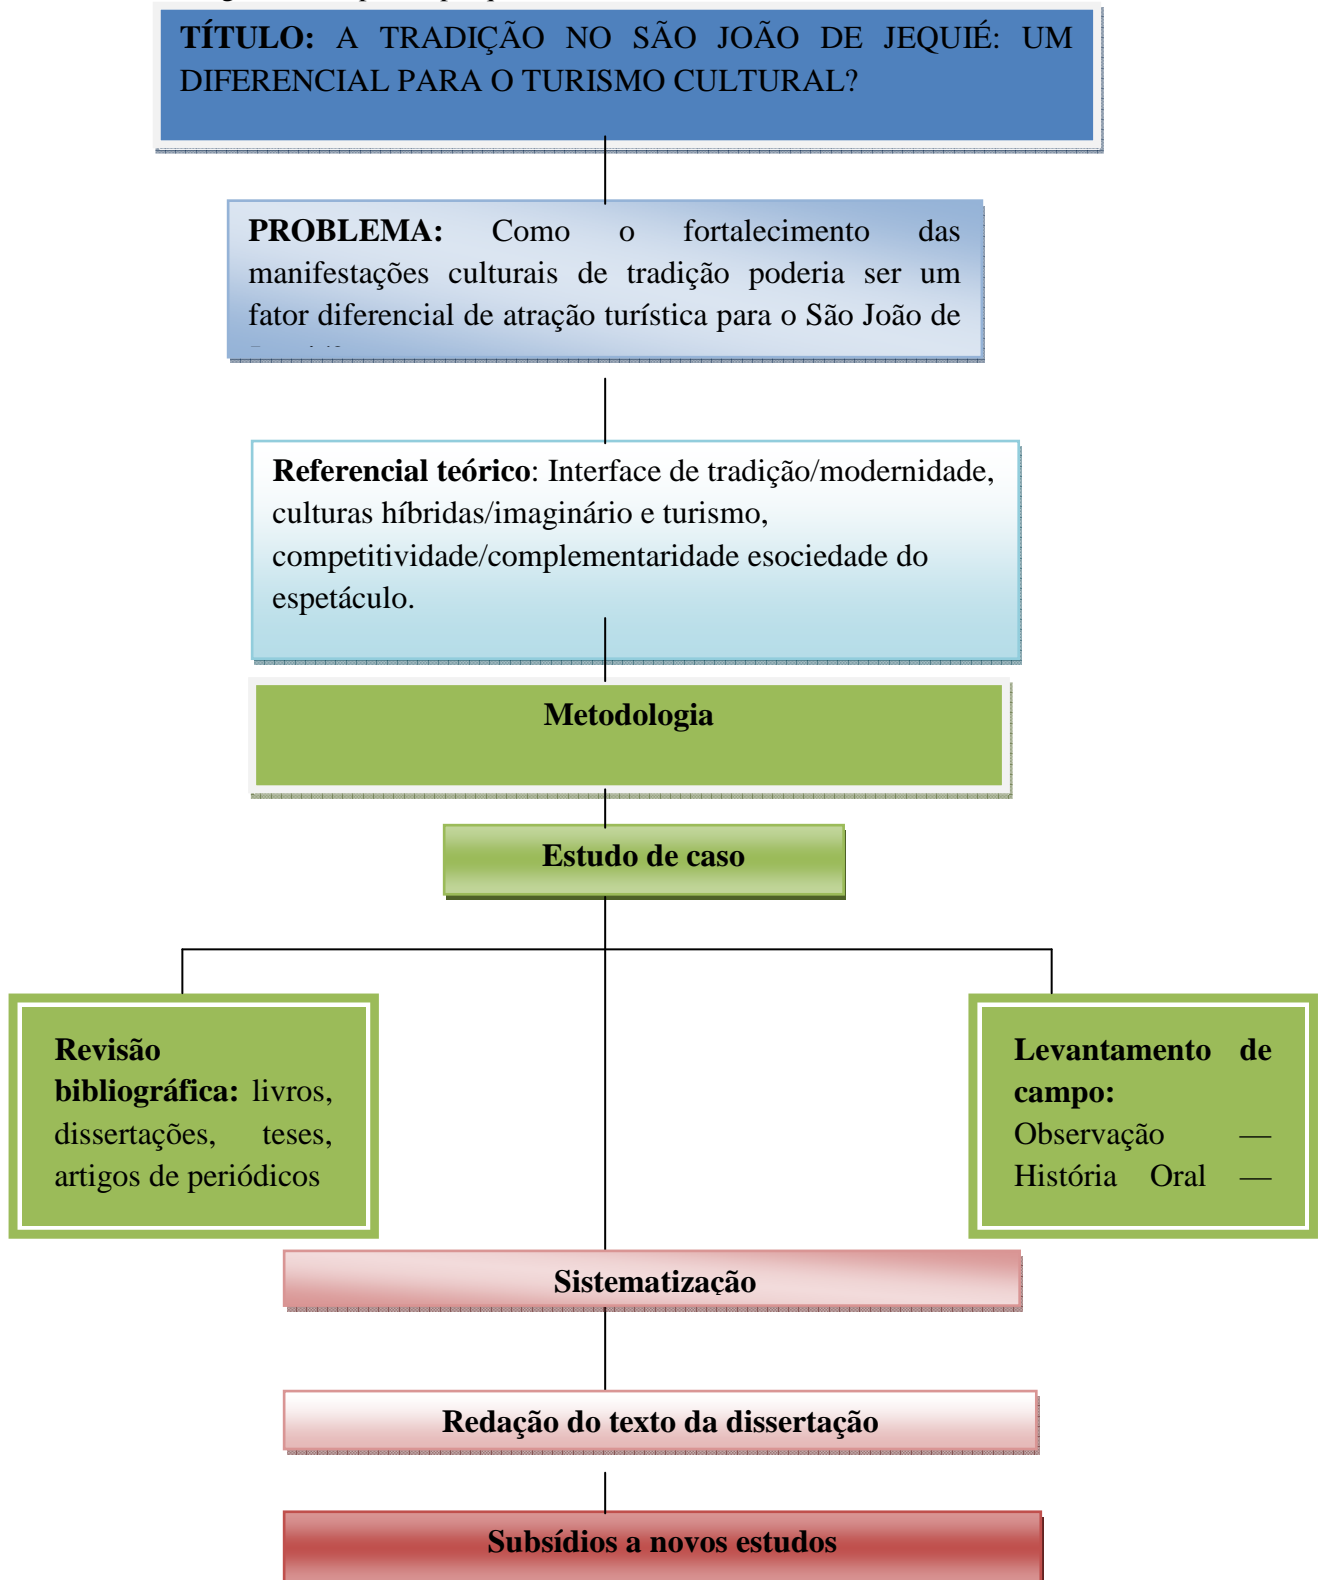 TÍTULO: A TRADIÇÃO NO SÃO JOÃO DE JEQUIÉ: UM
DIFERENCIAL PARA O TURISMO CULTURAL?
PROBLEMA: Como o fortalecimento das
manifestações culturais de tradição poderia ser um
fator diferencial de atração turística para o São João de
Referencial teórico: Interface de tradição/modernidade,
culturas híbridas/imaginário e turismo,
competitividade/complementaridade esociedade do
espetáculo.
Metodologia
Estudo de caso
Revisão
bibliográfica: livros,
dissertações, teses,
artigos de periódicos
Levantamento de
campo:
Observação —
História Oral —
Sistematização
Redação do texto da dissertação
Subsídios a novos estudos